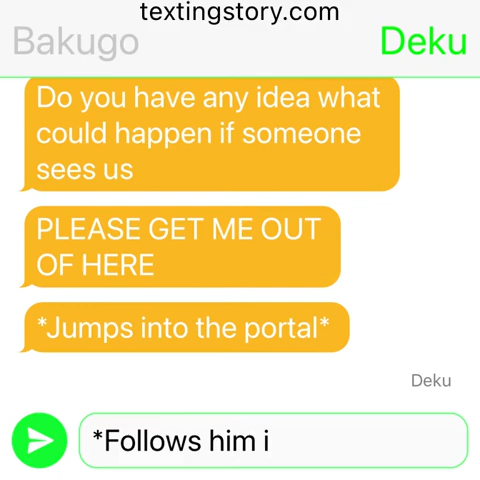 textingstory.com
Bakugo
Deku
Do you have any idea what
could happen if someone
sees us
PLEASE GET ME OUT
OF HERE
*Jumps into the portal*
Deku
*Follows him i